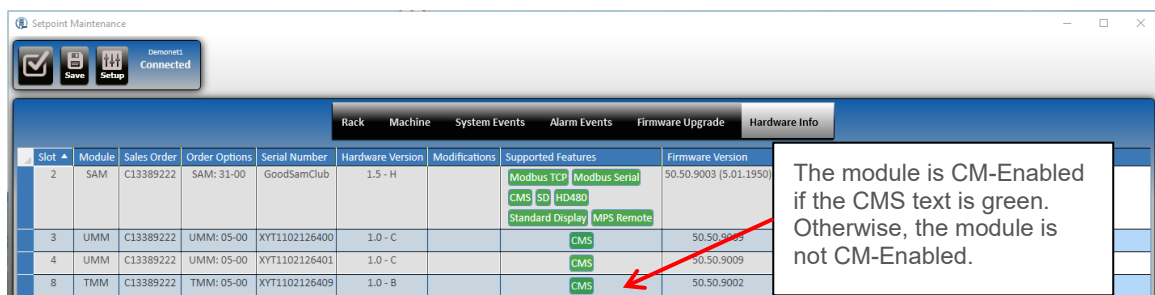 Setpoint Maintenance
Save
Setup
Demonet1
Connected
Rack Machine System Events Alarm Events Firmware Upgrade Hardware Info
Slot Module Sales Order Order Options Serial Number Hardware Version Modifications Supported Features Firmware Version
2 SAM C13389222 SAM: 31-00 GoodSamClub 1.5 - H Modbus TCP Modbus Serial 50.50.9003 (5.01.1950)
CMS SD HD480
Standard Display MPS Remote
3 UMM C13389222 UMM: 05-00 XYT1102126400 1.0 - C CMS 50.50.9009
4 UMM C13389222 UMM: 05-00 XYT1102126401 1.0 - C CMS 50.50.9009
8 TMM C13389222 TMM: 05-00 XYT1102126409 1.0 - B CMS 50.50.9002
The module is CM-Enabled
if the CMS text is green.
Otherwise, the module is
not CM-Enabled.